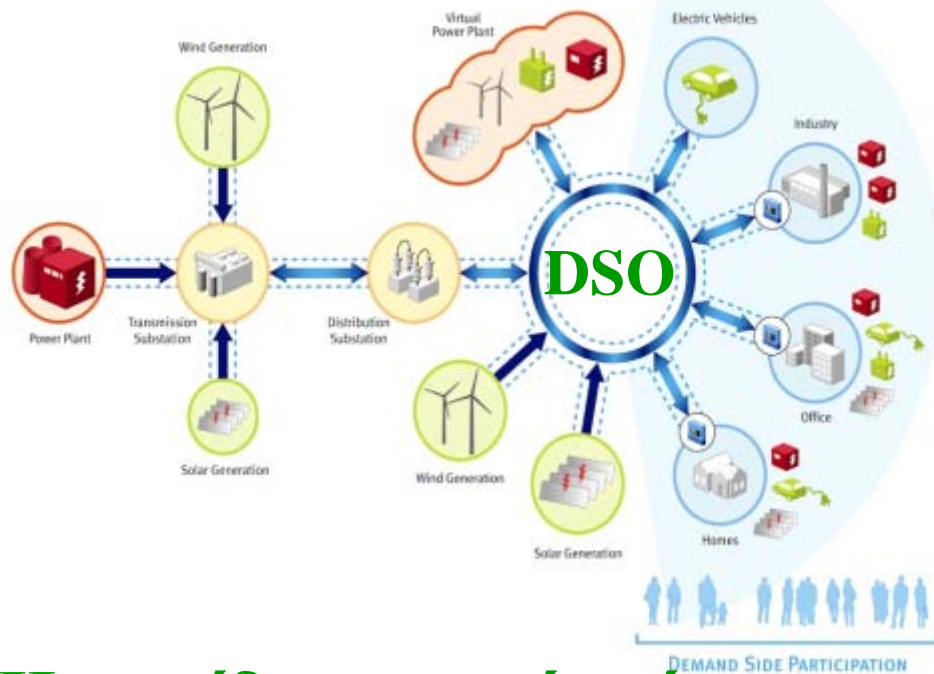 Virtual
Power Plant
Electric Vehicles
Wind Generation
Industry
DSO
Power Plant
Transmission
Substation
Distribution
Substation
Office
Solar Generation
Wind Generation
Homes
Solar Generation
DEMAND SIDE PARTICIPATION